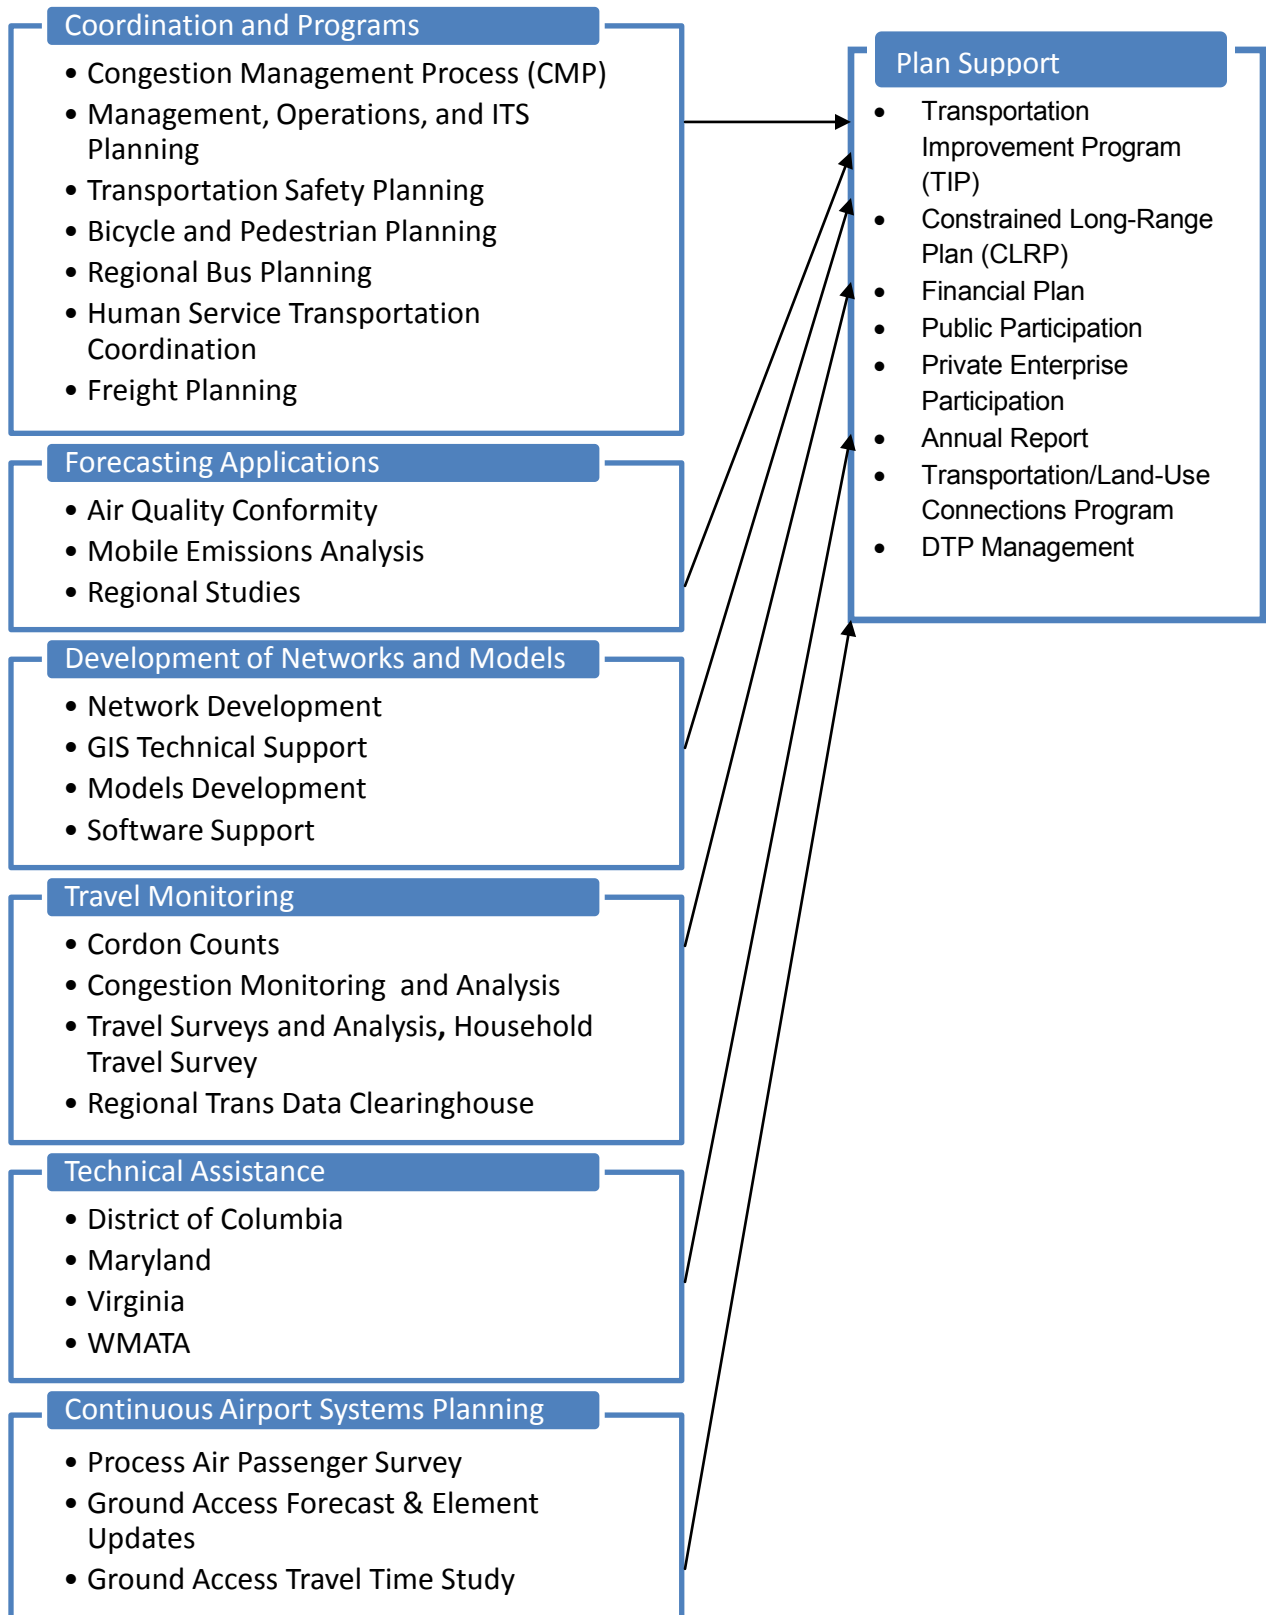 Coordination and Programs
• Congestion Management Process (CMP)
• Management, Operations, and ITS
Planning
• Transportation Safety Planning
• Bicycle and Pedestrian Planning
• Regional Bus Planning
• Human Service Transportation
Coordination
• Freight Planning
Forecasting Applications
• Air Quality Conformity
• Mobile Emissions Analysis
• Regional Studies
Development of Networks and Models
• Network Development
• GIS Technical Support
• Models Development
• Software Support
Travel Monitoring
• Cordon Counts
• Congestion Monitoring  and Analysis
• Travel Surveys and Analysis, Household
Travel Survey
• Regional Trans Data Clearinghouse
Technical Assistance
• District of Columbia
• Maryland
• Virginia
• WMATA
Continuous Airport Systems Planning
• Process Air Passenger Survey
• Ground Access Forecast & Element
Updates
• Ground Access Travel Time Study
Plan Support
• Transportation
Improvement Program
(TIP)
• Constrained Long-Range
Plan (CLRP)
• Financial Plan
• Public Participation
• Private Enterprise
Participation
• Annual Report
• Transportation/Land-Use
Connections Program
• DTP Management